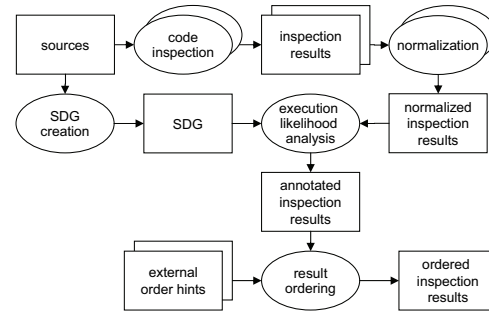 sources
code
inspection
inspection
results
normalization
SDG
creation
SDG
execution
likelihood
analysis
normalized
inspection
results
annotated
inspection
results
external
order hints
result
ordering
ordered
inspection
results